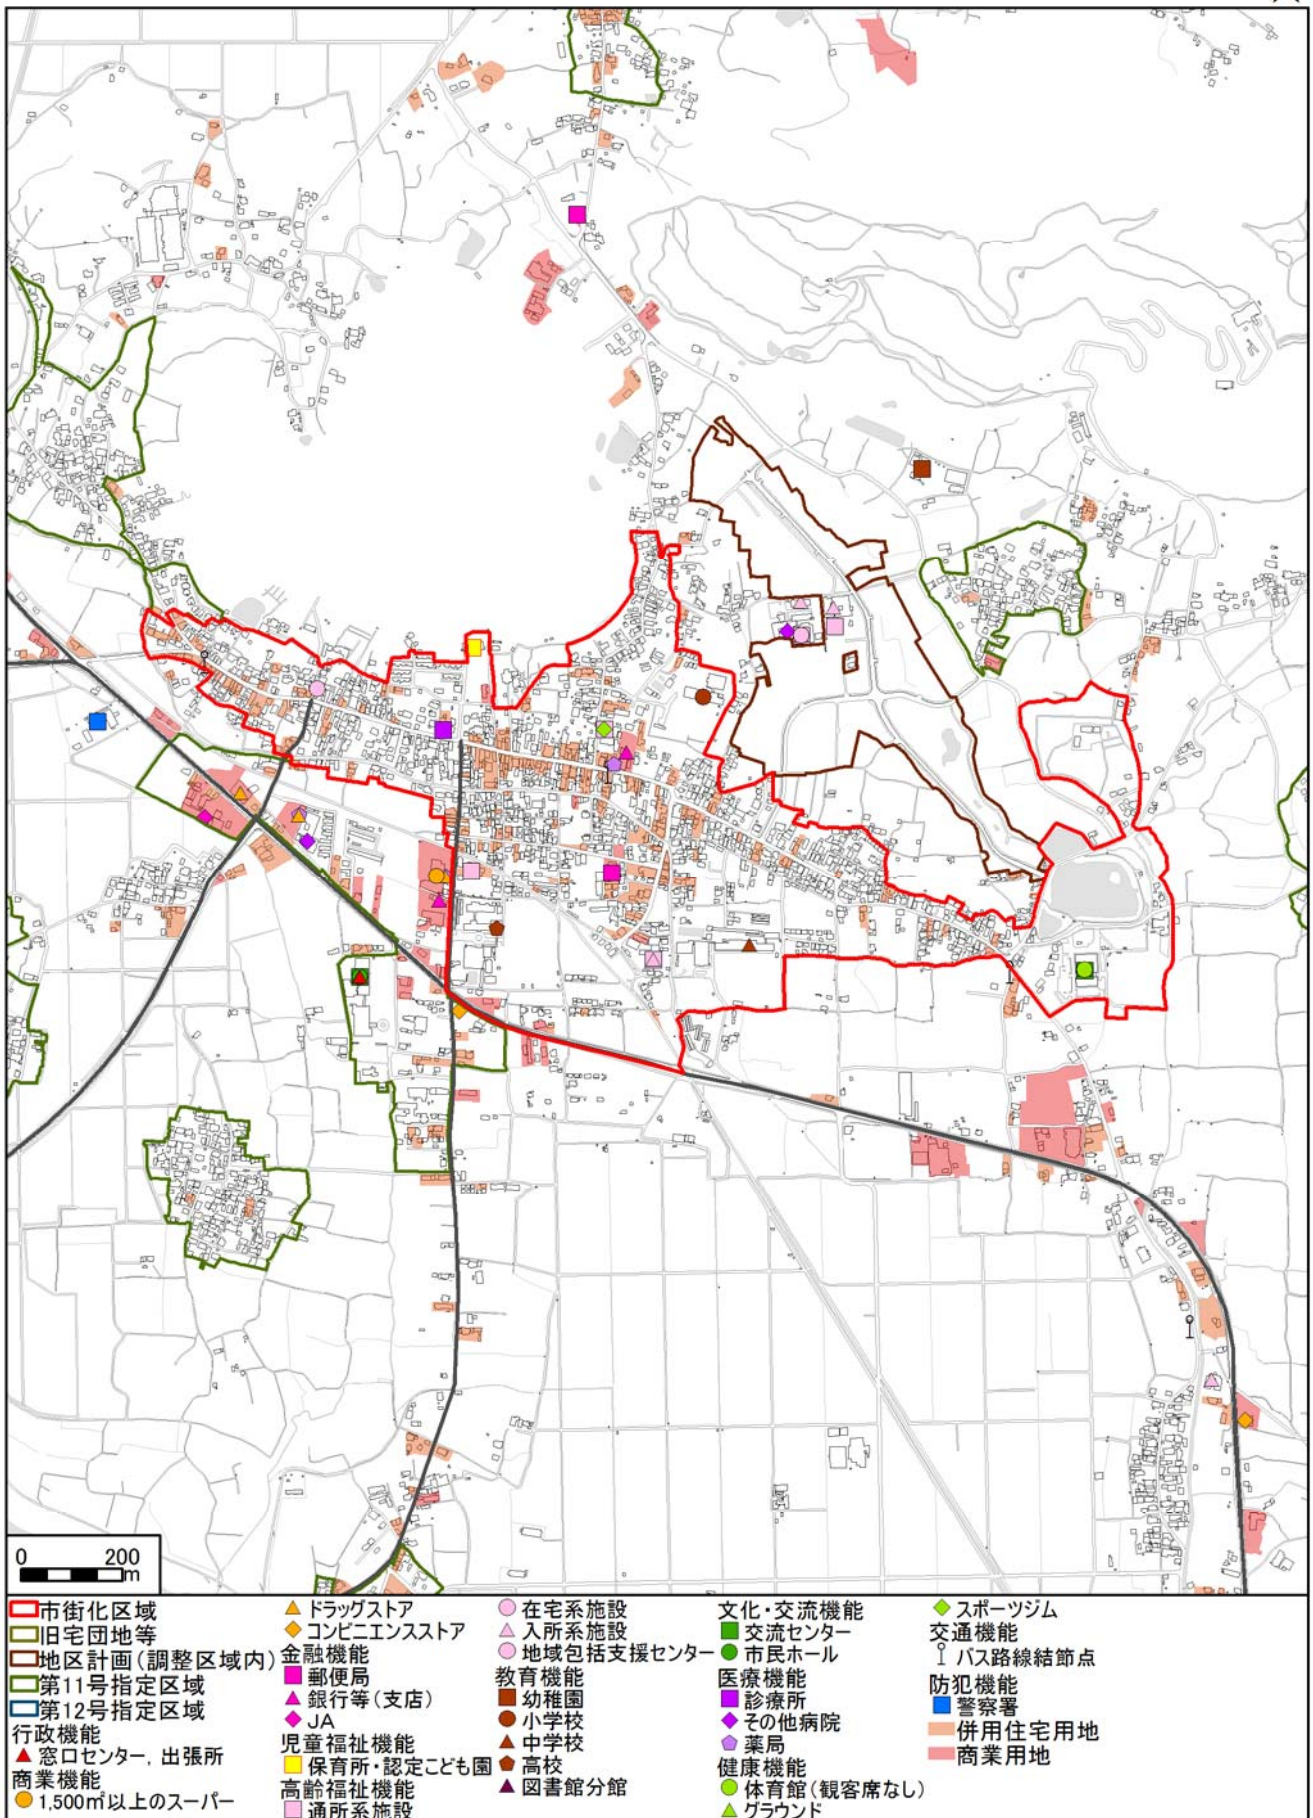 0 200
m
市街化区域
旧宅団地等
地区計画(調整区域内)
第11号指定区域
第12号指定区域
行政機能
窓口センター，出張所
商業機能
1,500㎡以上のスーパー
ドラッグストア
コンビニエンスストア
金融機能
郵便局
銀行等(支店)
JA
児童福祉機能
保育所・認定こども園
高齢福祉機能
通所系施設
在宅系施設
入所系施設
地域包括支援センター
教育機能
幼稚園
小学校
中学校
高校
図書館分館
文化・交流機能
交流センター
市民ホール
医療機能
診療所
その他病院
薬局
健康機能
体育館(観客席なし)
グラウンド
スポーツジム
交通機能
バス路線結節点
防犯機能
警察署
併用住宅用地
商業用地